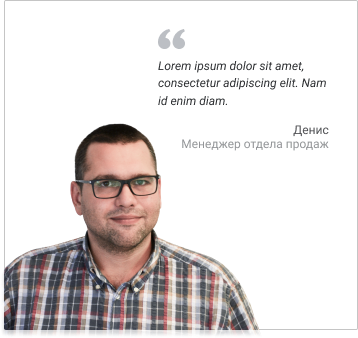 Lorem ipsum dolor sit amet,
consectetur adipiscing elit. Nam
id enim diam.
Денис
Менеджер отдела продаж